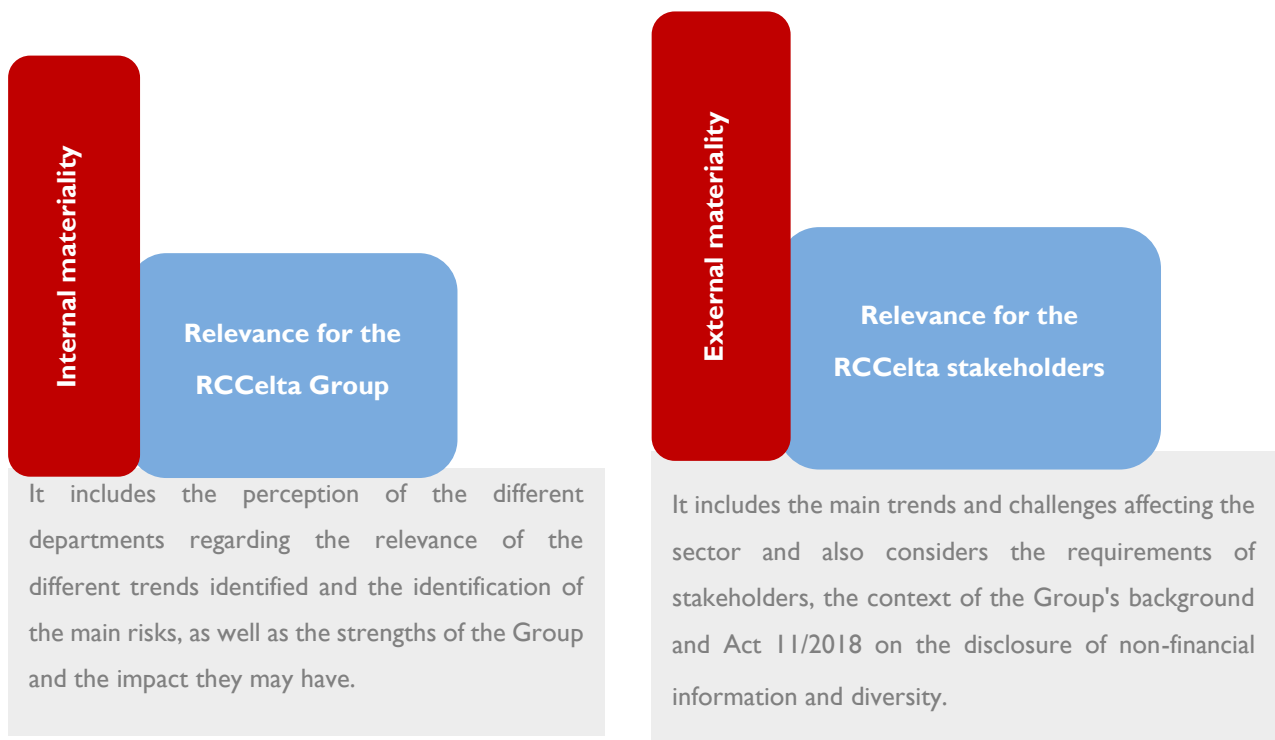 Internal materiality
Relevance for the
RCCelta Group
It includes the perception of the different
departments regarding the relevance of the
different trends identified and the identification of
the main risks, as well as the strengths of the Group
and the impact they may have.
External materiality
Relevance for the
RCCelta stakeholders
It includes the main trends and challenges affecting the
sector and also considers the requirements of
stakeholders, the context of the Group's background
and Act 11/2018 on the disclosure of non-financial
information and diversity.